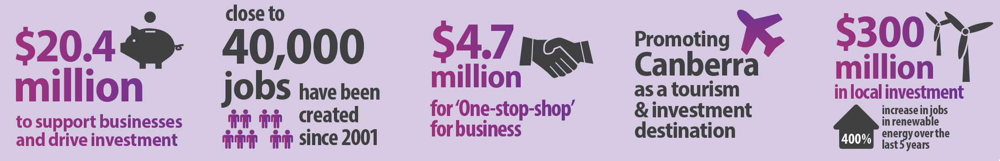 $20.4
million
to support businesses
and drive investment
close to
40,000
jobs have been
created
since 2001
$4.7
million
for ‘One-stop-shop’
for business
Promoting
Canberra
as a tourism
& investment
destination
$300
million
in local investment
400%
increase in jobs
in renewable
energy over the
last 5 years